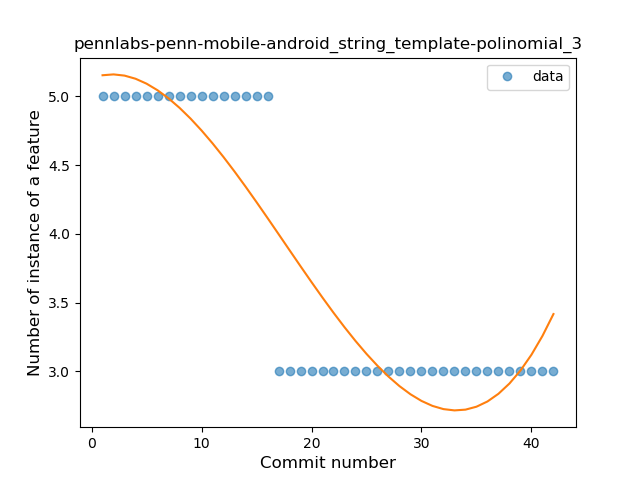 pennlabs-penn-mobile-android_string_template-polinomial_3
data
Number of instance of a feature
5.0
4.5
4.0
3.5
3.0
0
10
20
30
40
Commit number